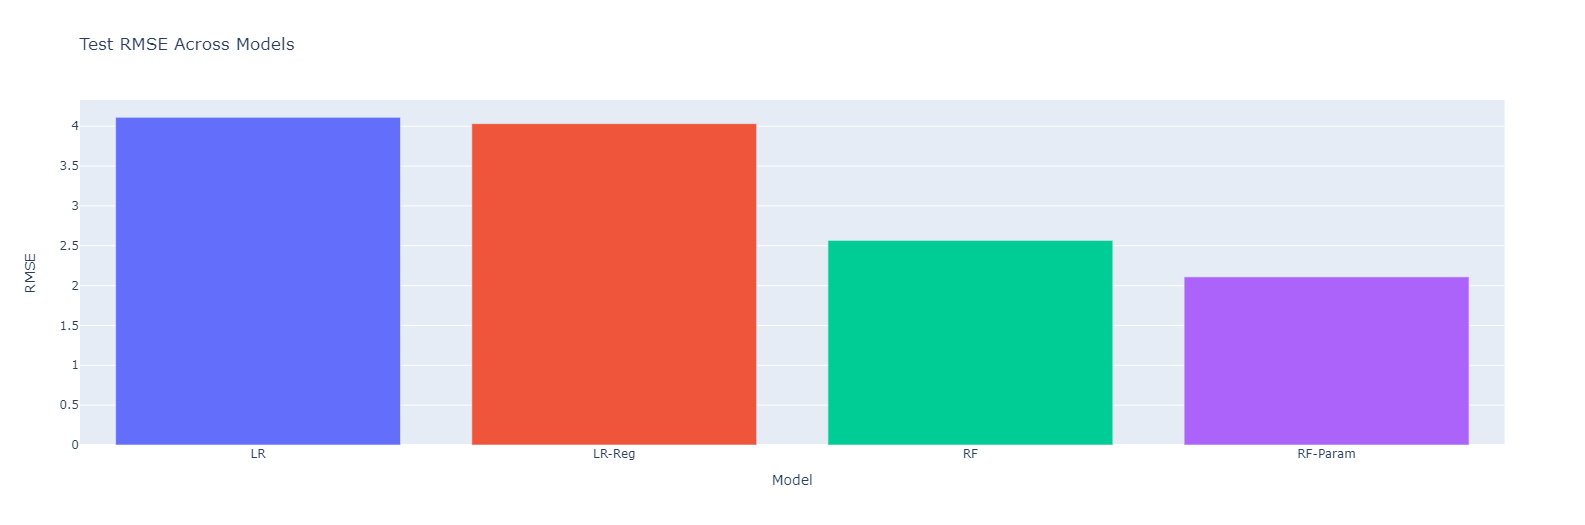 Test RMSE Across Models
RMSE
4
3.5
3
2.5
2
1.5
1
0.5
0
LR
LR-Reg
RF
RF-Param
Model